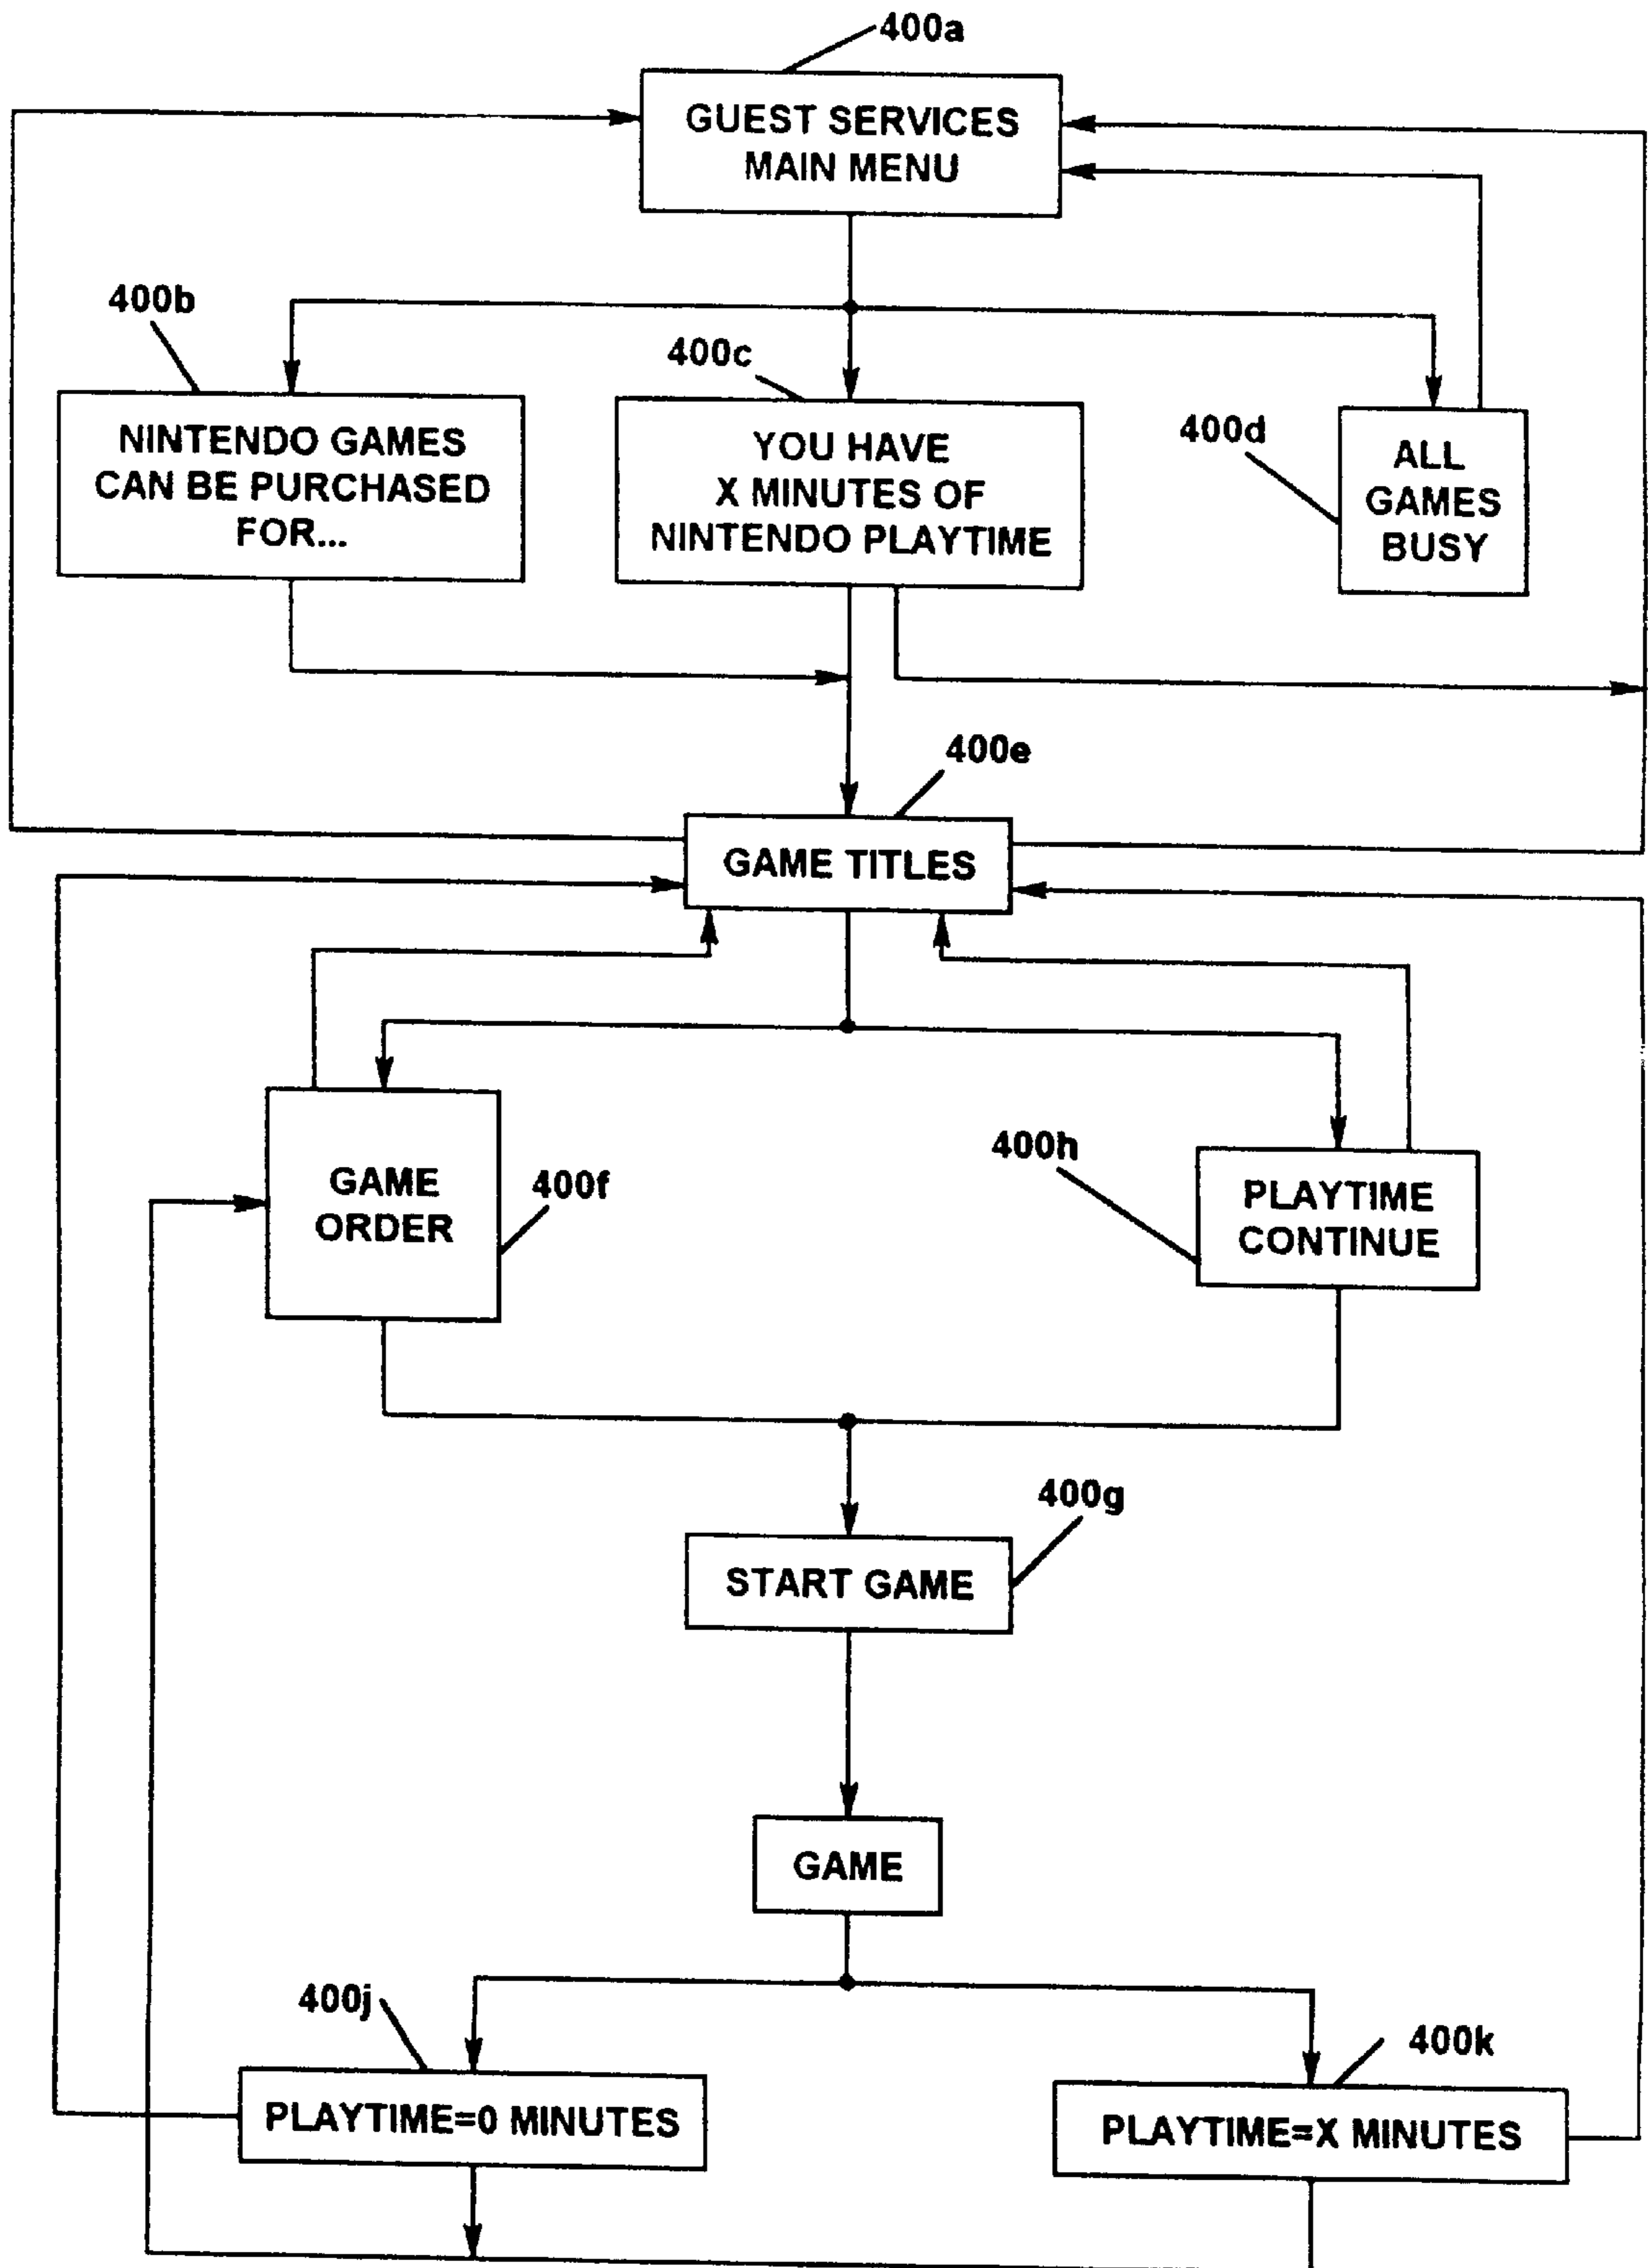 400a
GUEST SERVICES
MAIN MENU
400b
NINTENDO GAMES
CAN BE PURCHASED
FOR...
400c
YOU HAVE
X MINUTES OF
NINTENDO PLAYTIME
400d
ALL
GAMES
BUSY
400e
GAME TITLES
GAME
ORDER
400f
400h
PLAYTIME
CONTINUE
400g
START GAME
GAME
400j
PLAYTIME=0 MINUTES
400k
PLAYTIME=X MINUTES